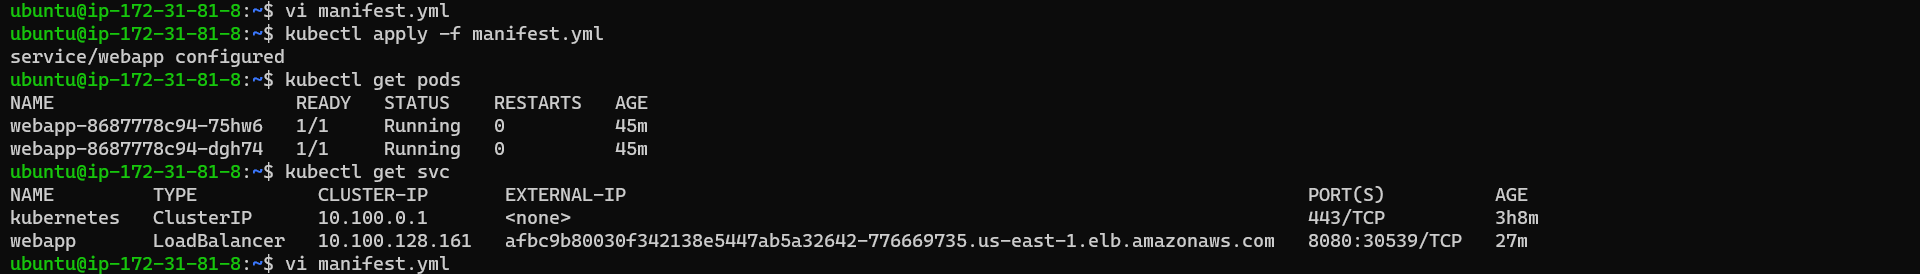 ubuntu@ip-172-31-81-8:~$ vi manifest.yml
ubuntu@ip-172-31-81-8:~$ kubectl apply -f manifest.yml
service/webapp configured
ubuntu@ip-172-31-81-8:~$ kubectl get pods
NAME                      READY   STATUS    RESTARTS   AGE
webapp-8687778c94-75hw6   1/1     Running   0          45m
webapp-8687778c94-dgh74   1/1     Running   0          45m
ubuntu@ip-172-31-81-8:~$ kubectl get svc
NAME         TYPE           CLUSTER-IP       EXTERNAL-IP                                                              PORT(S)          AGE
kubernetes   ClusterIP      10.100.0.1       <none>                                                                   443/TCP          3h8m
webapp       LoadBalancer   10.100.128.161   afbc9b80030f342138e5447ab5a32642-776669735.us-east-1.elb.amazonaws.com   8080:30539/TCP   27m
ubuntu@ip-172-31-81-8:~$ vi manifest.yml